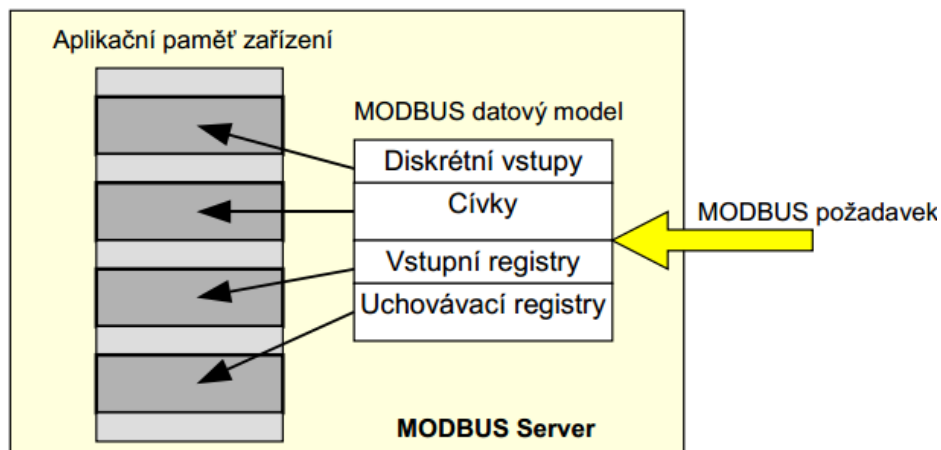 Aplikační paměť zařízení
MODBUS datový model
Diskrétní vstupy
Cívky
MODBUS požadavek
Vstupní registry
Uchovávací registry
MODBUS Server